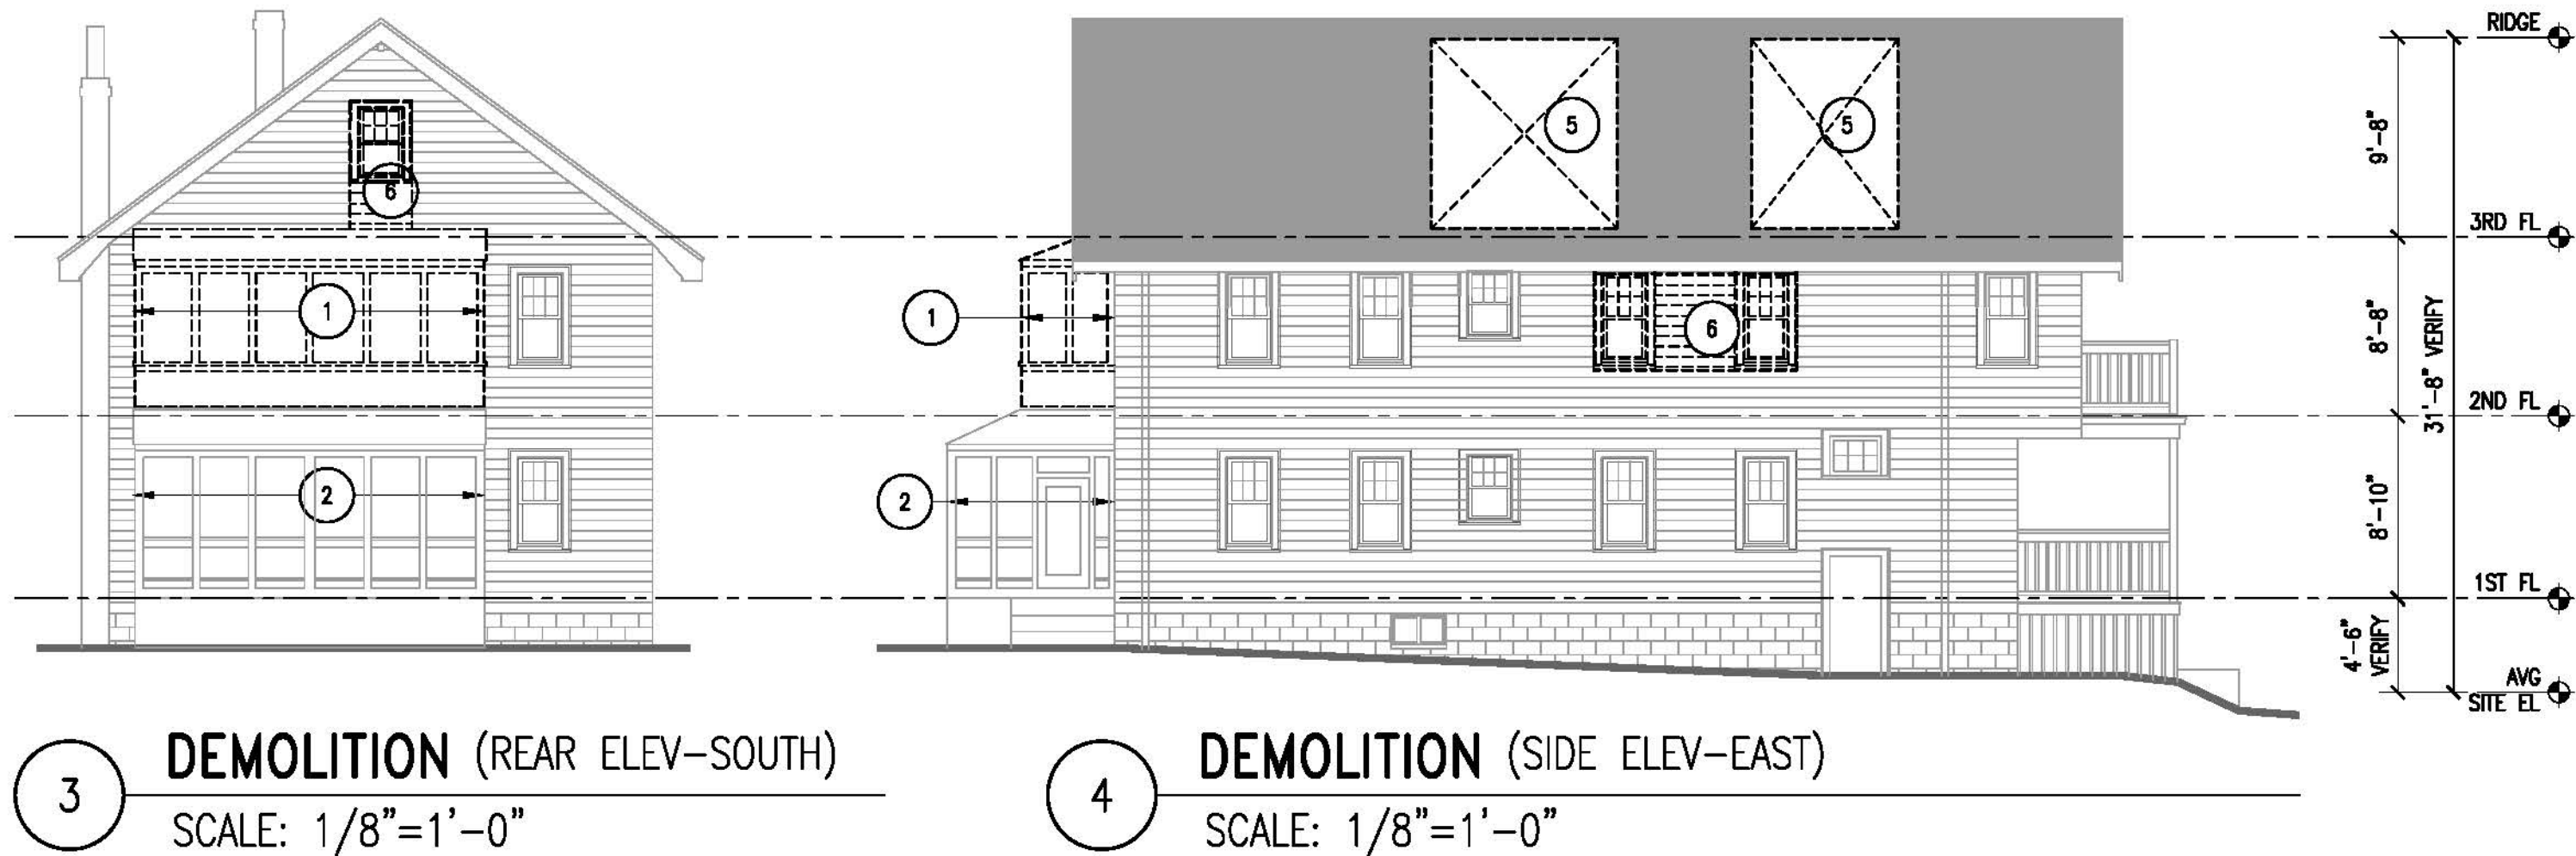 6
1
2
1
2
5
5
6
RIDGE
9'-8"
3RD FL
8'-8"
31'-8" VERIFY
2ND FL
8'-10"
1ST FL
4'-6"
VERIFY
AVG
SITE EL
3
DEMOLITION (REAR ELEV-SOUTH)
SCALE: 1/8"=1'-0"
4
DEMOLITION (SIDE ELEV-EAST)
SCALE: 1/8"=1'-0"